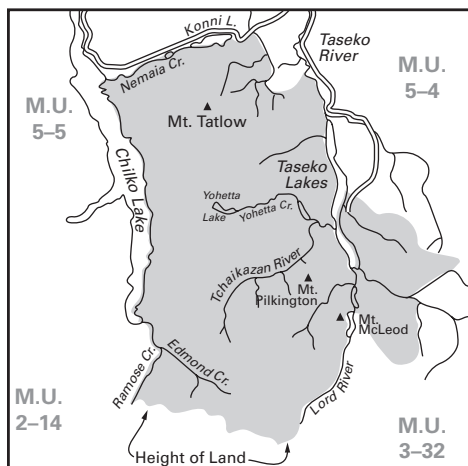 Konni L.
Taseko
River
Nemaia Cr.
M.U.
5–4
M.U.
5–5
Mt. Tatlow
Chilko Lake
Taseko
Lakes
Yohetta
Lake
Yohetta Cr.
Tchaikazan River
Mt.
Pilkington
Mt.
McLeod
Ramose Cr.
Edmond Cr.
Lord River
M.U.
2–14
M.U.
3–32
Height of Land